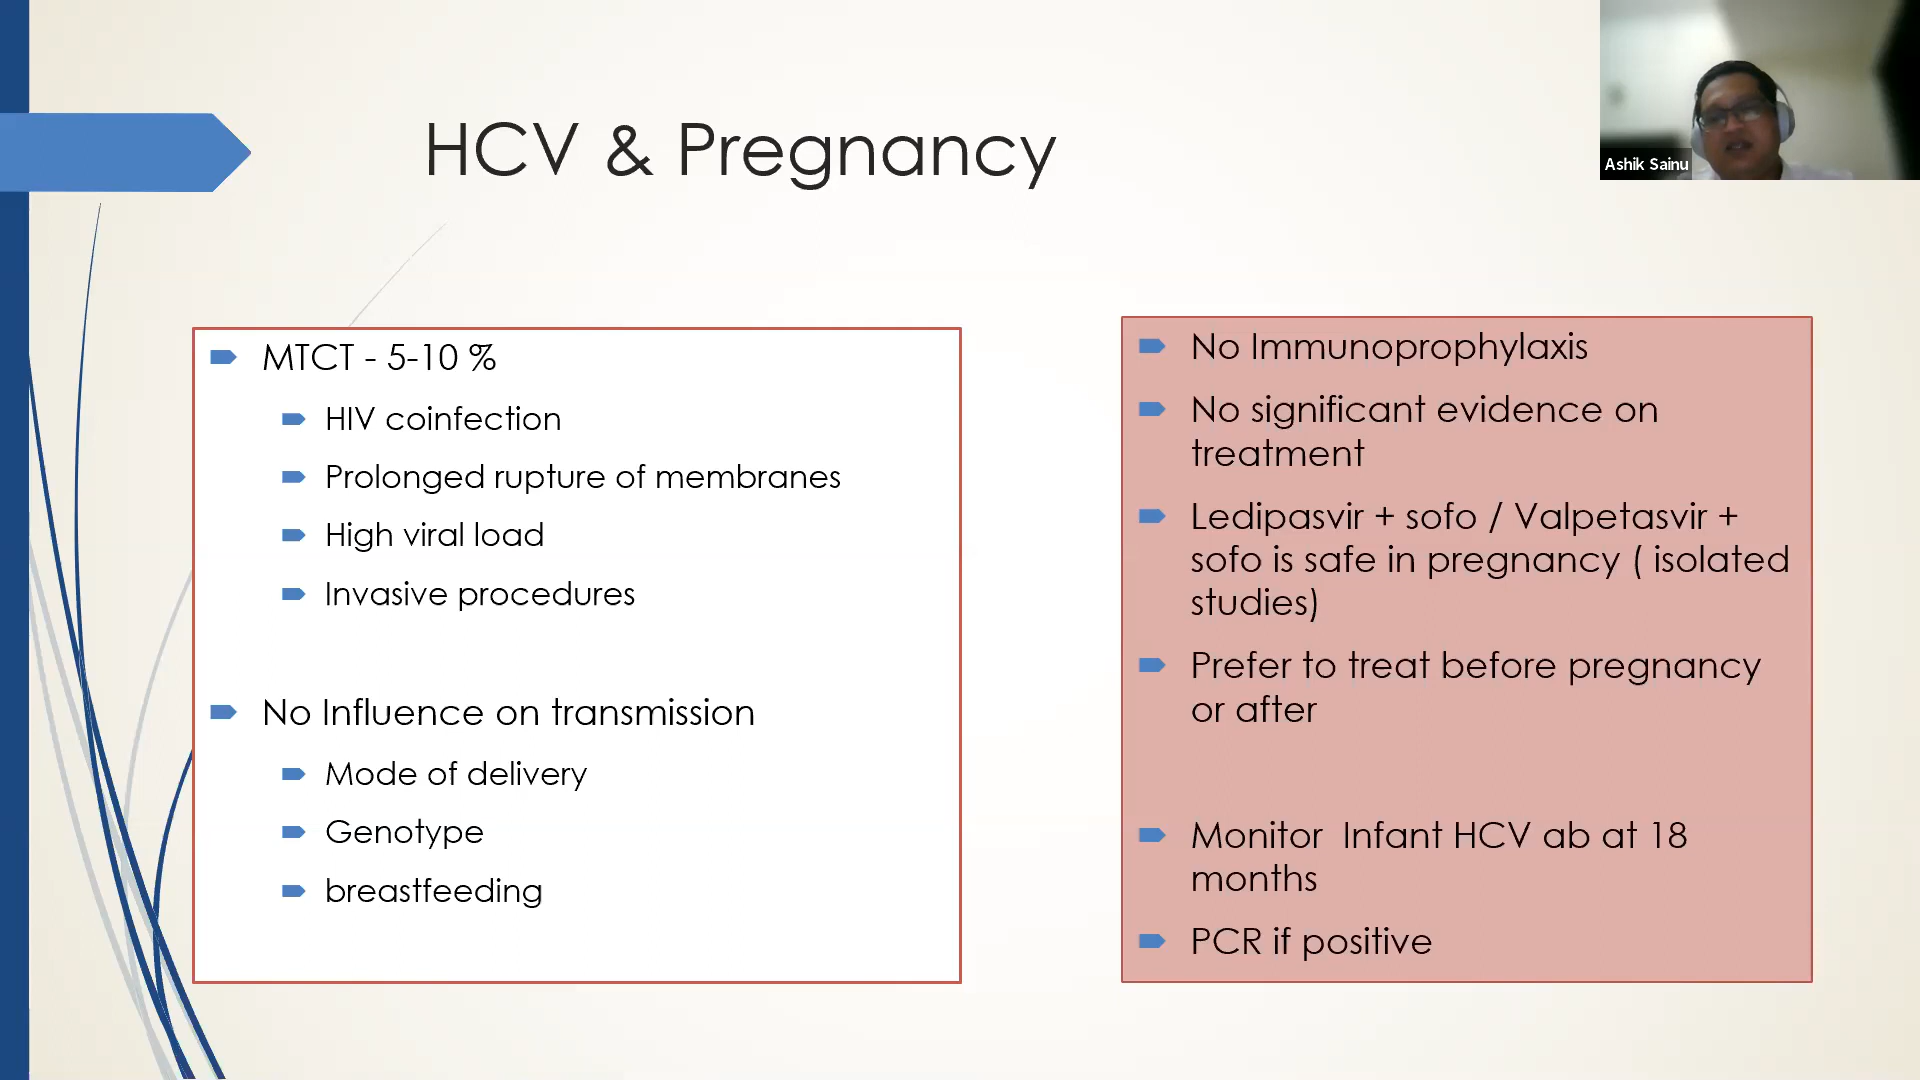 HCV & Pregnancy
Ashik Sainu
MTCT - 5-10 %
HIV coinfection
Prolonged rupture of membranes
High viral load
Invasive procedures
No Influence on transmission
Mode of delivery
Genotype
breastfeeding
No Immunoprophylaxis
No significant evidence on
treatment
Ledipasvir + sofo / Valpetasvir +
sofo is safe in pregnancy ( isolated
studies)
Prefer to treat before pregnancy
or after
Monitor  Infant HCV ab at 18
months
PCR if positive